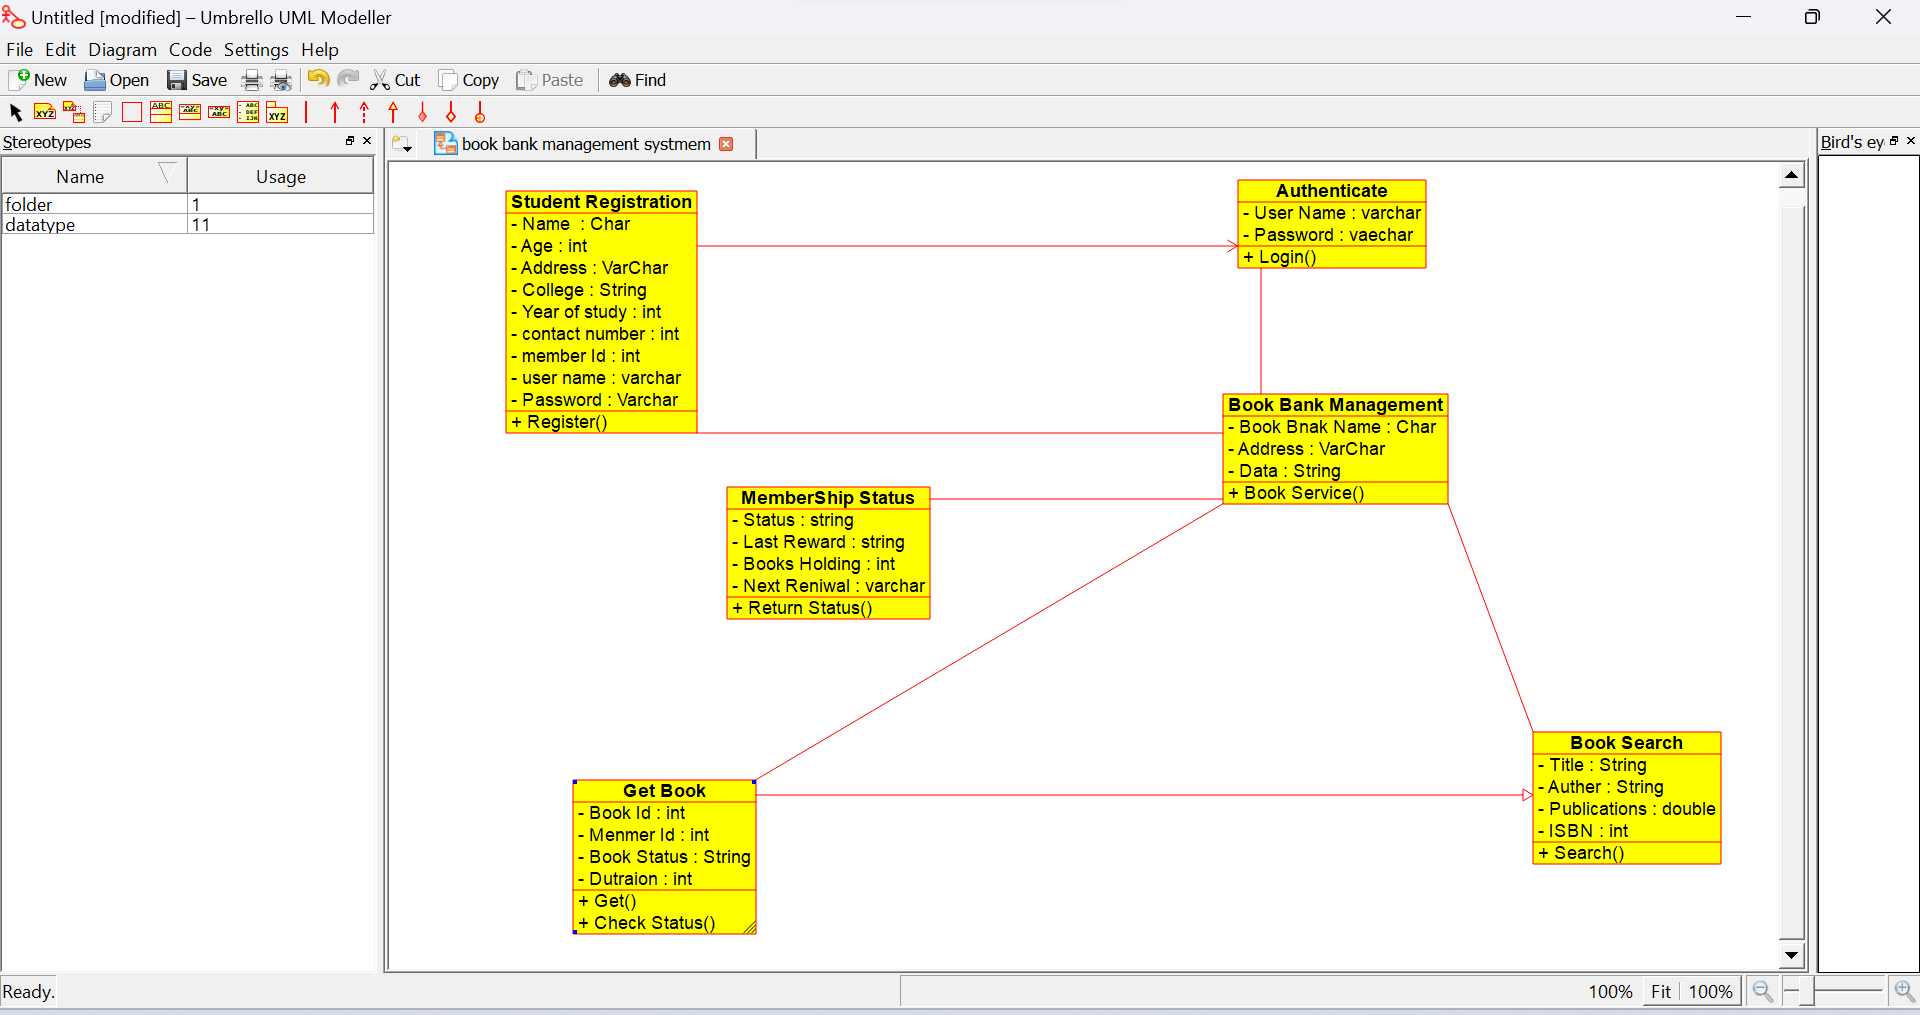 Untitled [modified] – Umbrello UML Modeller
File Edit Diagram Code Settings Help
New Open Save Cut Copy Paste Find
Stereotypes
Name Usage
folder 1
datatype 11
book bank management systmem
Bird's ey
Student Registration
- Name : Char
- Age : int
- Address : VarChar
- College : String
- Year of study : int
- contact number : int
- member Id : int
- user name : varchar
- Password : Varchar
+ Register()
Authenticate
- User Name : varchar
- Password : vaechar
+ Login()
Book Bank Management
- Book Bnak Name : Char
- Address : VarChar
- Data : String
+ Book Service()
MemberShip Status
- Status : string
- Last Reward : string
- Books Holding : int
- Next Reniwal : varchar
+ Return Status()
Get Book
- Book Id : int
- Menmer Id : int
- Book Status : String
- Dutraion : int
+ Get()
+ Check Status()
Book Search
- Title : String
- Auther : String
- Publications : double
- ISBN : int
+ Search()
Ready.
100% Fit 100%